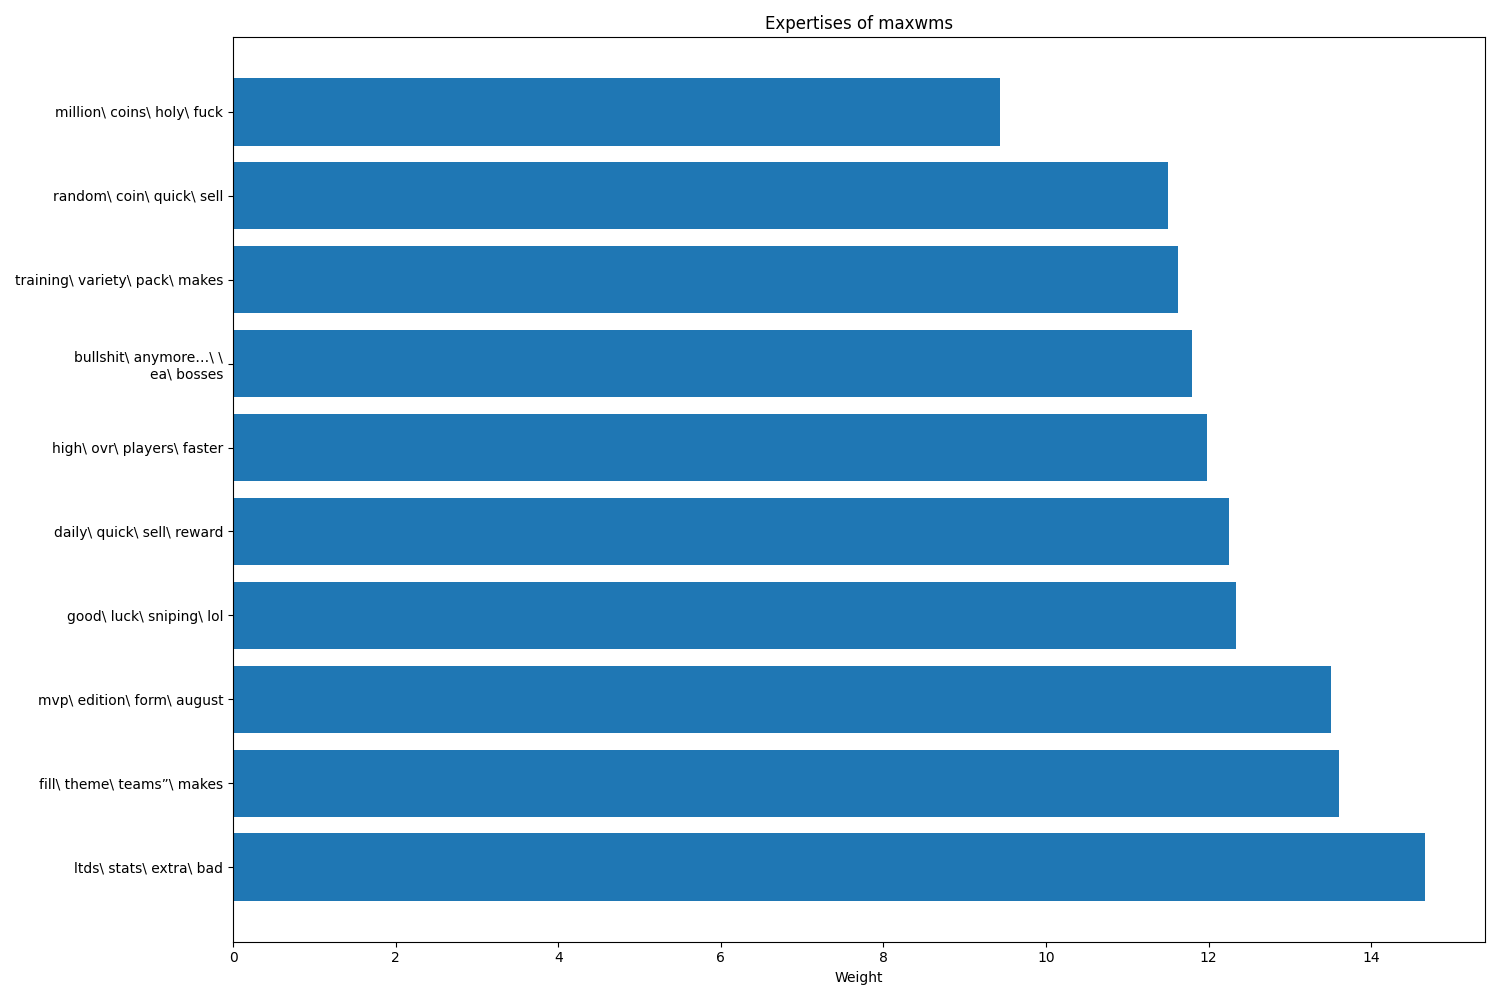 Expertises of maxwms
million\ coins\ holy\ fuck
random\ coin\ quick\ sell
training\ variety\ pack\ makes
bullshit\ anymore...\ \
ea\ bosses
high\ ovr\ players\ faster
daily\ quick\ sell\ reward
good\ luck\ sniping\ lol
mvp\ edition\ form\ august
fill\ theme\ teams”\ makes
ltds\ stats\ extra\ bad
0 2 4 6 8 10 12 14
Weight